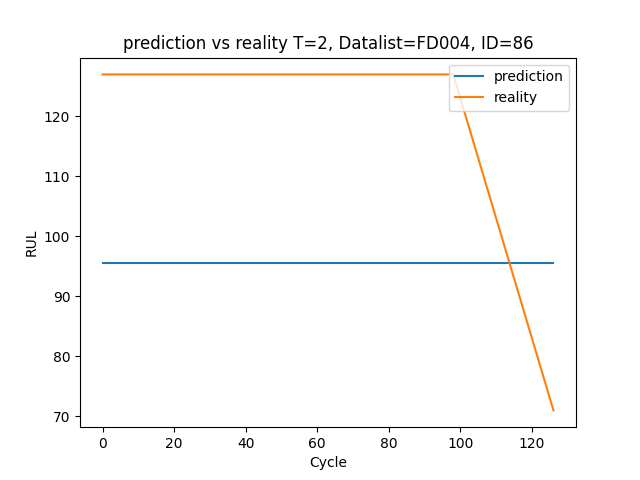 prediction vs reality T=2, Datalist=FD004, ID=86
prediction
reality
120
110
100
90
80
70
RUL
0 20 40 60 80 100 120
Cycle